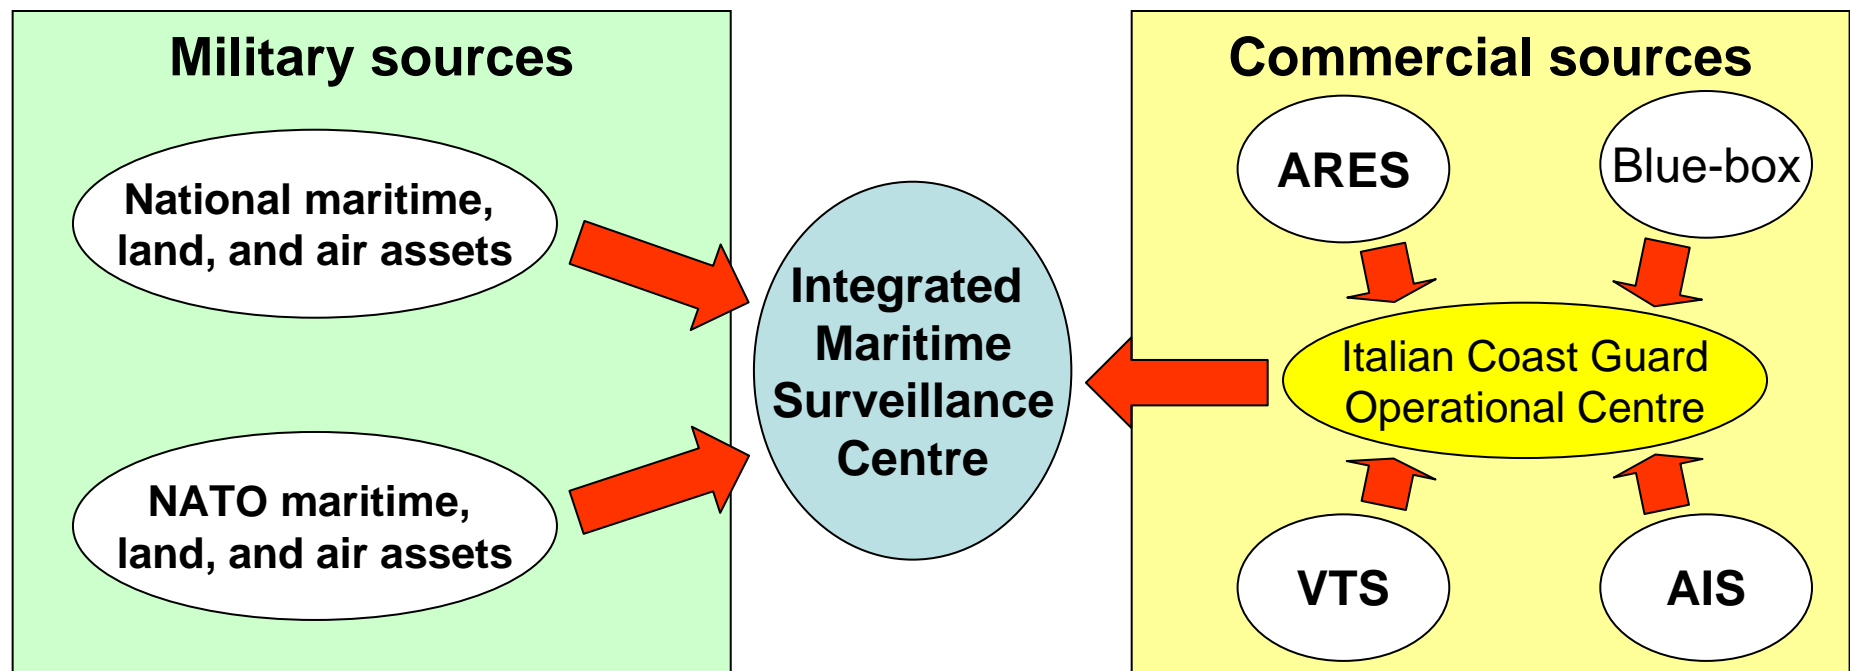 Military sources
National maritime,
land, and air assets
NATO maritime,
land, and air assets
Integrated
Maritime
Surveillance
Centre
Commercial sources
ARES
Blue-box
Italian Coast Guard
Operational Centre
VTS
AIS